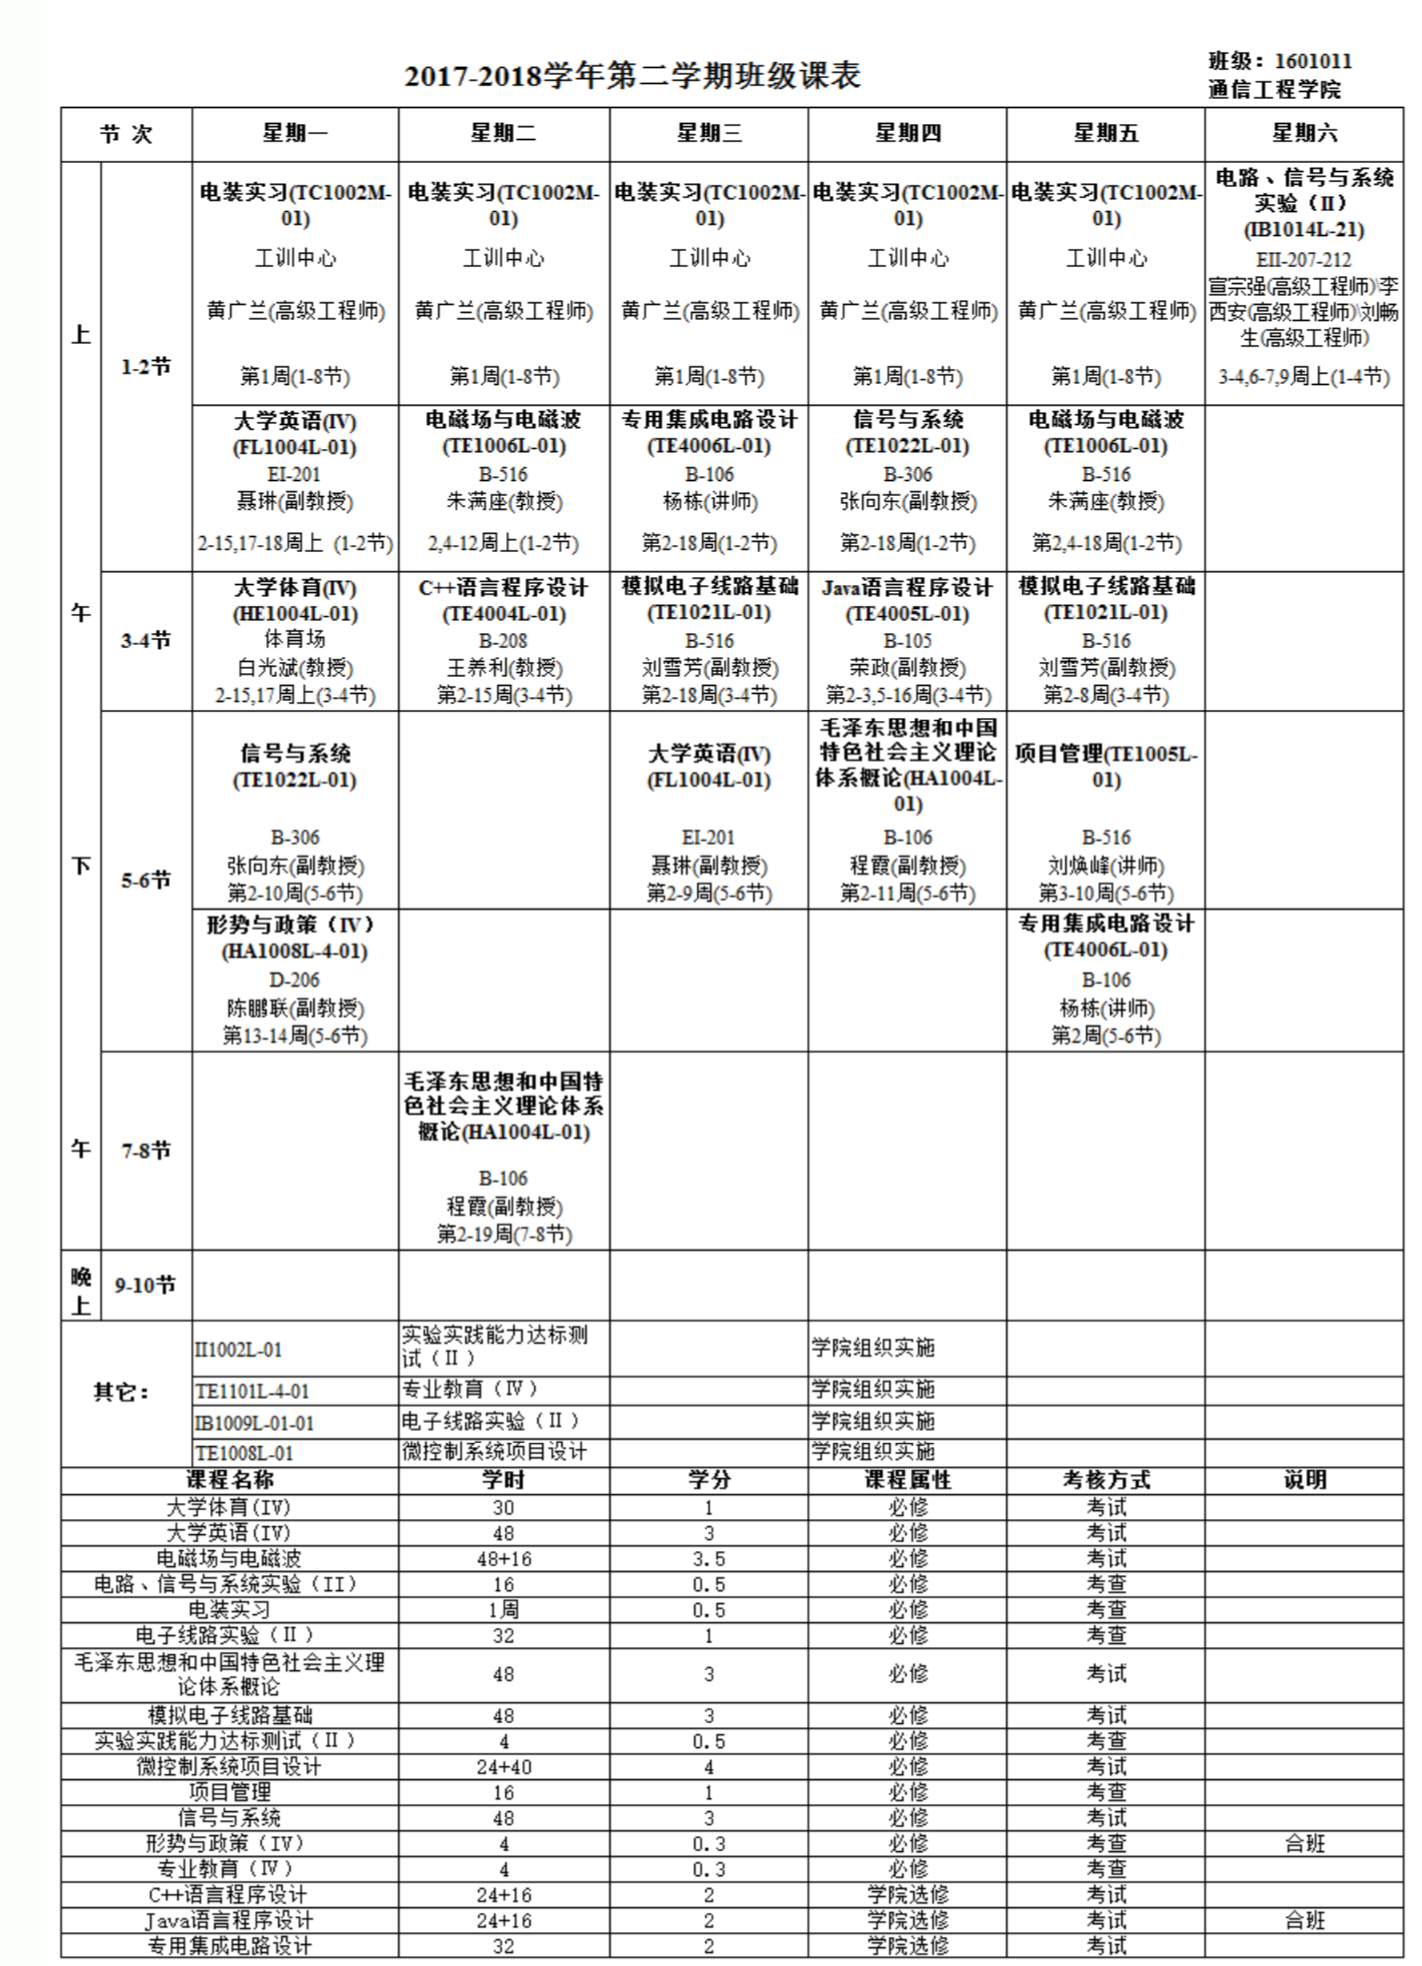 2017-2018学年第二学期班级课表
班级：1601011
通信工程学院
节 次 星期一 星期二 星期三 星期四 星期五 星期六
上
午
1-2节
电装实习(TC1002M-
01)
工训中心
黄广兰(高级工程师)
第1周(1-8节)
电装实习(TC1002M-
01)
工训中心
黄广兰(高级工程师)
第1周(1-8节)
电装实习(TC1002M-
01)
工训中心
黄广兰(高级工程师)
第1周(1-8节)
电装实习(TC1002M-
01)
工训中心
黄广兰(高级工程师)
第1周(1-8节)
电装实习(TC1002M-
01)
工训中心
黄广兰(高级工程师)
第1周(1-8节)
电路、信号与系统
实验（II）
(IB1014L-21)
EII-207-212
宣宗强(高级工程师)\李
西安(高级工程师)\刘畅
生(高级工程师)
3-4,6-7,9周上(1-4节)
大学英语(IV)
(FL1004L-01)
EI-201
聂琳(副教授)
2-15,17-18周上 (1-2节)
电磁场与电磁波
(TE1006L-01)
B-516
朱满座(教授)
2,4-12周上(1-2节)
专用集成电路设计
(TE4006L-01)
B-106
杨栋(讲师)
第2-18周(1-2节)
信号与系统
(TE1022L-01)
B-306
张向东(副教授)
第2-18周(1-2节)
电磁场与电磁波
(TE1006L-01)
B-516
朱满座(教授)
第2,4-18周(1-2节)
3-4节
大学体育(IV)
(HE1004L-01)
体育场
白光斌(教授)
2-15,17周上(3-4节)
C++语言程序设计
(TE4004L-01)
B-208
王养利(教授)
第2-15周(3-4节)
模拟电子线路基础
(TE1021L-01)
B-516
刘雪芳(副教授)
第2-18周(3-4节)
Java语言程序设计
(TE4005L-01)
B-105
荣政(副教授)
第2-3,5-16周(3-4节)
模拟电子线路基础
(TE1021L-01)
B-516
刘雪芳(副教授)
第2-8周(3-4节)
下
午
5-6节
信号与系统
(TE1022L-01)
B-306
张向东(副教授)
第2-10周(5-6节)
大学英语(IV)
(FL1004L-01)
EI-201
聂琳(副教授)
第2-9周(5-6节)
毛泽东思想和中国
特色社会主义理论
体系概论(HA1004L-
01)
B-106
程霞(副教授)
第2-11周(5-6节)
项目管理(TE1005L-
01)
B-516
刘焕峰(讲师)
第3-10周(5-6节)
形势与政策（IV）
(HA1008L-4-01)
D-206
陈鹏联(副教授)
第13-14周(5-6节)
专用集成电路设计
(TE4006L-01)
B-106
杨栋(讲师)
第2周(5-6节)
7-8节
毛泽东思想和中国特
色社会主义理论体系
概论(HA1004L-01)
B-106
程霞(副教授)
第2-19周(7-8节)
晚
上
9-10节
其它：
II1002L-01 实验实践能力达标测
试（II） 学院组织实施
TE1101L-4-01 专业教育（IV） 学院组织实施
IB1009L-01-01 电子线路实验（II） 学院组织实施
TE1008L-01 微控制系统项目设计 学院组织实施
课程名称 学时 学分 课程属性 考核方式 说明
大学体育(IV) 30 1 必修 考试
大学英语(IV) 48 3 必修 考试
电磁场与电磁波 48+16 3.5 必修 考试
电路、信号与系统实验（II） 16 0.5 必修 考查
电装实习 1周 0.5 必修 考查
电子线路实验（II） 32 1 必修 考查
毛泽东思想和中国特色社会主义理
论体系概论 48 3 必修 考试
模拟电子线路基础 48 3 必修 考试
实验实践能力达标测试（II） 4 0.5 必修 考查
微控制系统项目设计 24+40 4 必修 考试
项目管理 16 1 必修 考查
信号与系统 48 3 必修 考试
形势与政策（IV） 4 0.3 必修 考查 合班
专业教育（IV） 4 0.3 必修 考查
C++语言程序设计 24+16 2 学院选修 考试
Java语言程序设计 24+16 2 学院选修 考试 合班
专用集成电路设计 32 2 学院选修 考试